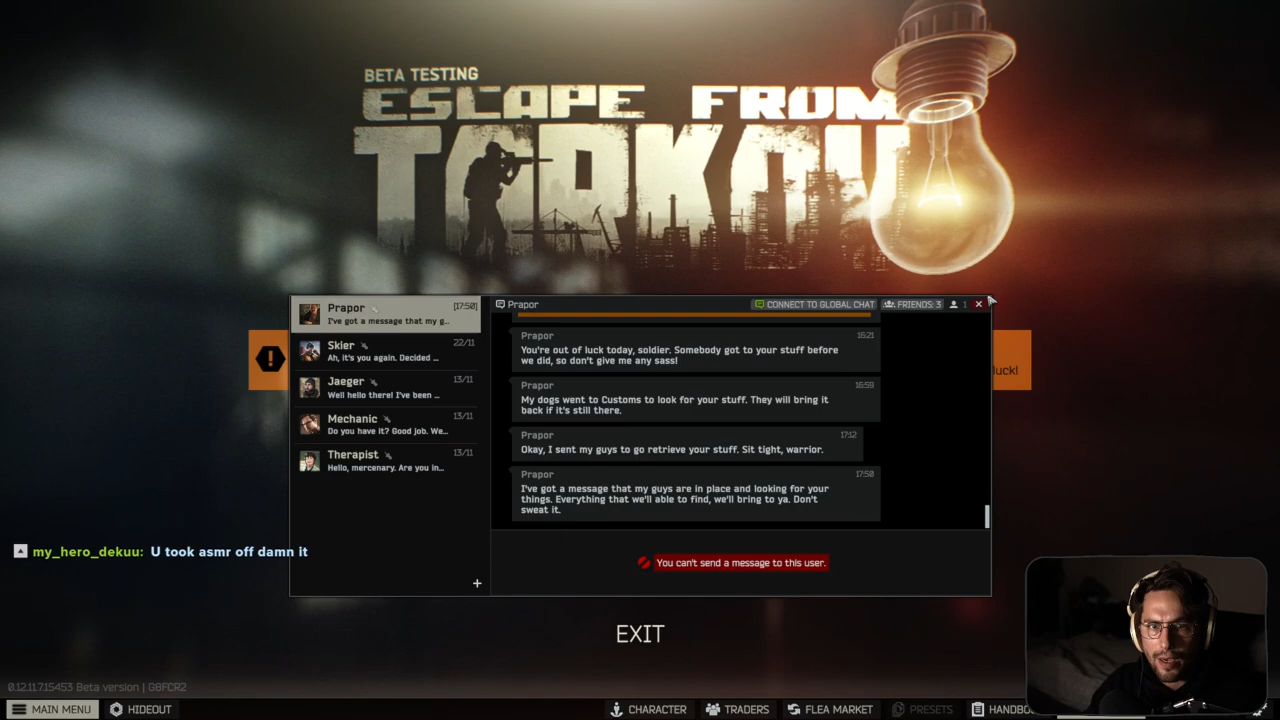 BETA TESTING
ESCAPE FROM
TARKOV
Prapor
[17:50]
I've got a message that my g...
Skier
22/11
Ah, it's you again. Decided ...
Jaeger
13/11
Well hello there! I've been ...
Mechanic
13/11
Do you have it? Good job. We...
Therapist
13/11
Hello, mercenary. Are you in...
+
Prapor
CONNECT TO GLOBAL CHAT
FRIENDS: 3
1
Prapor
16:21
You're out of luck today, soldier. Somebody got to your stuff before
we did, so don't give me any sass!
Prapor
16:59
My dogs went to Customs to look for your stuff. They will bring it
back if it's still there.
Prapor
17:12
Okay, I sent my guys to go retrieve your stuff. Sit tight, warrior.
Prapor
17:50
I've got a message that my guys are in place and looking for your
things. Everything that we'll able to find, we'll bring to ya. Don't
sweat it.
You can't send a message to this user.
luck!
my_hero_dekuu: U took asmr off damn it
EXIT
0.12.11.7.15453 Beta version | GBFCR2
MAIN MENU
HIDEOUT
CHARACTER
TRADERS
FLEA MARKET
PRESETS
HANDBO